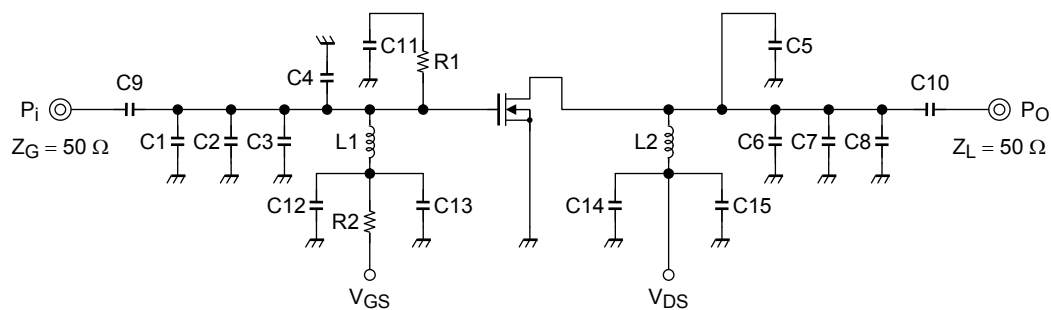 C11
R1
C5
C4
C9
C10
Pi
PO
C1
C2
C3
L1
L2
C6
C7
C8
ZG = 50 Ω
ZL = 50 Ω
C12
R2
C13
C14
C15
VGS
VDS